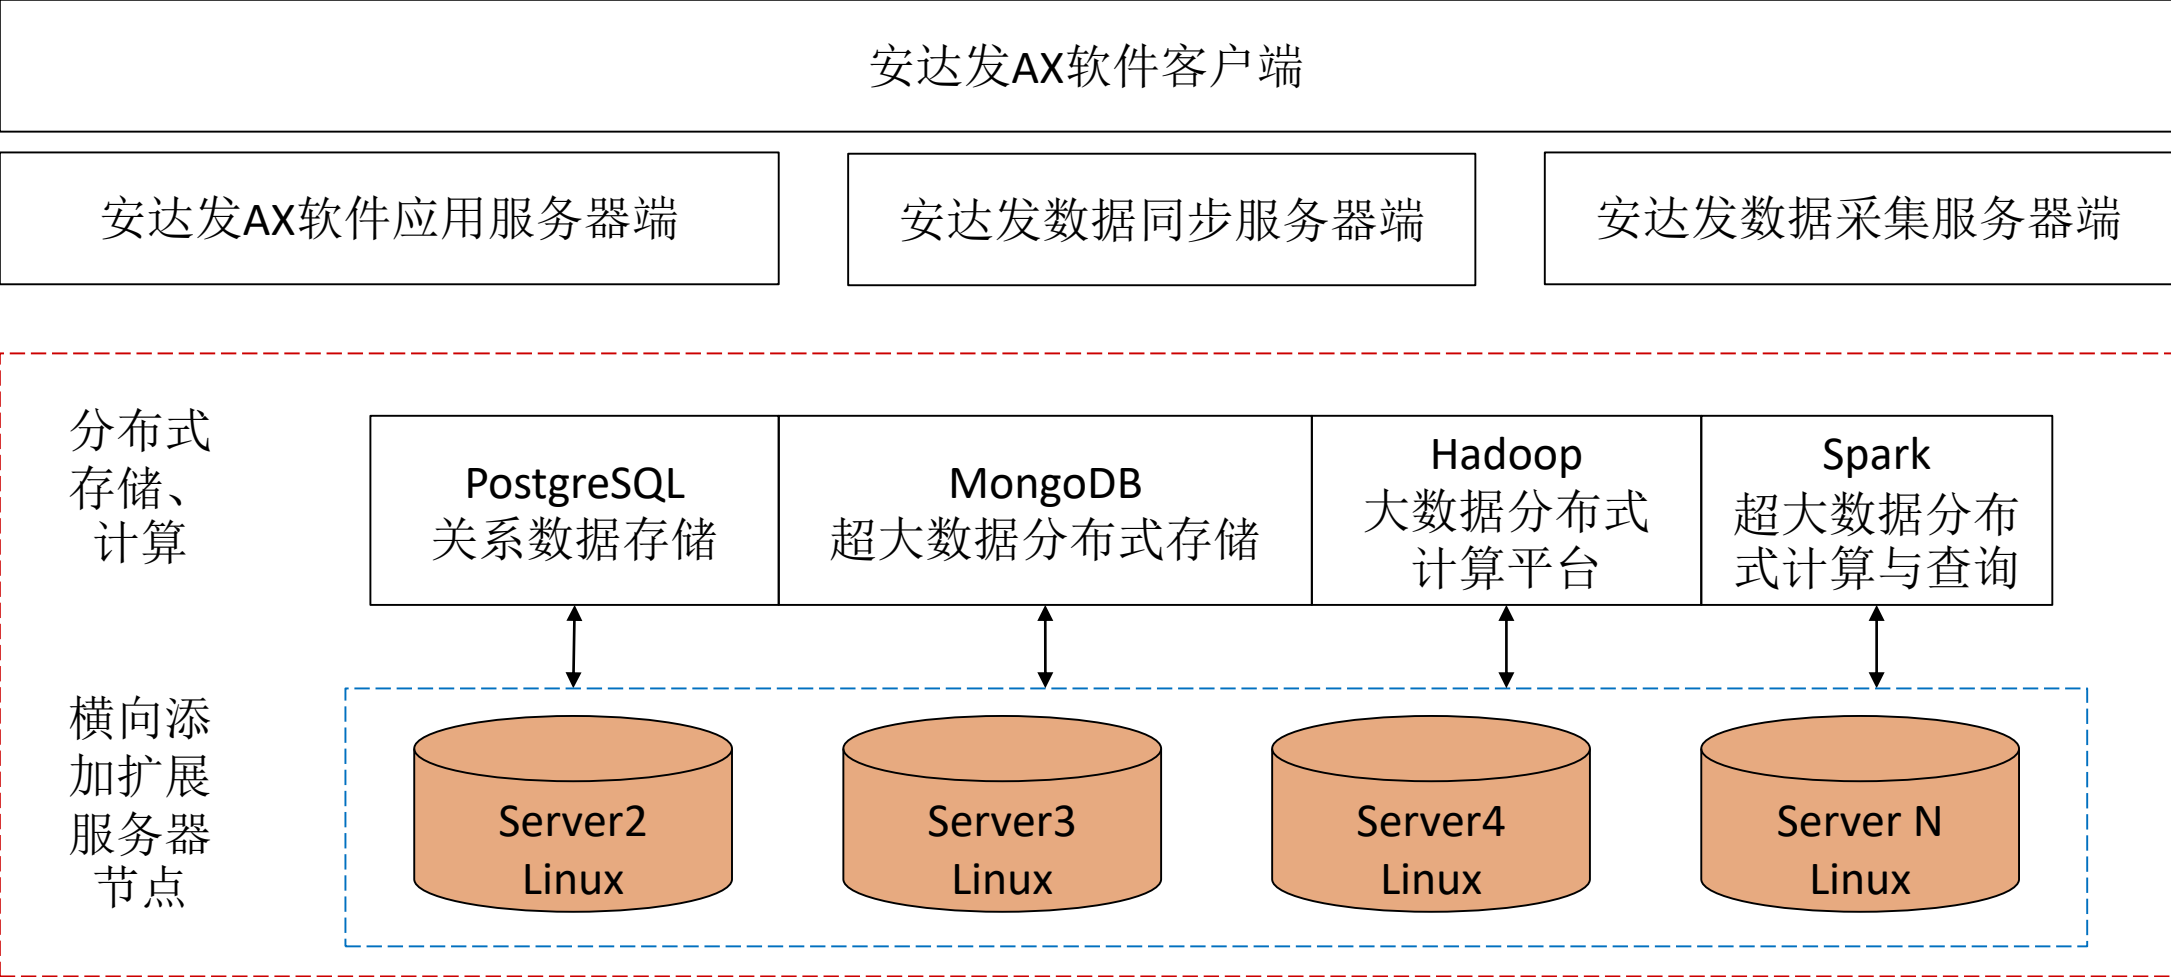 安达发AX软件客户端
安达发AX软件应用服务器端
安达发数据同步服务器端
安达发数据采集服务器端
分布式
存储、
计算
PostgreSQL
关系数据存储
MongoDB
超大数据分布式存储
Hadoop
大数据分布式
计算平台
Spark
超大数据分布
式计算与查询
横向添
加扩展
服务器
节点
Server2
Linux
Server3
Linux
Server4
Linux
Server N
Linux